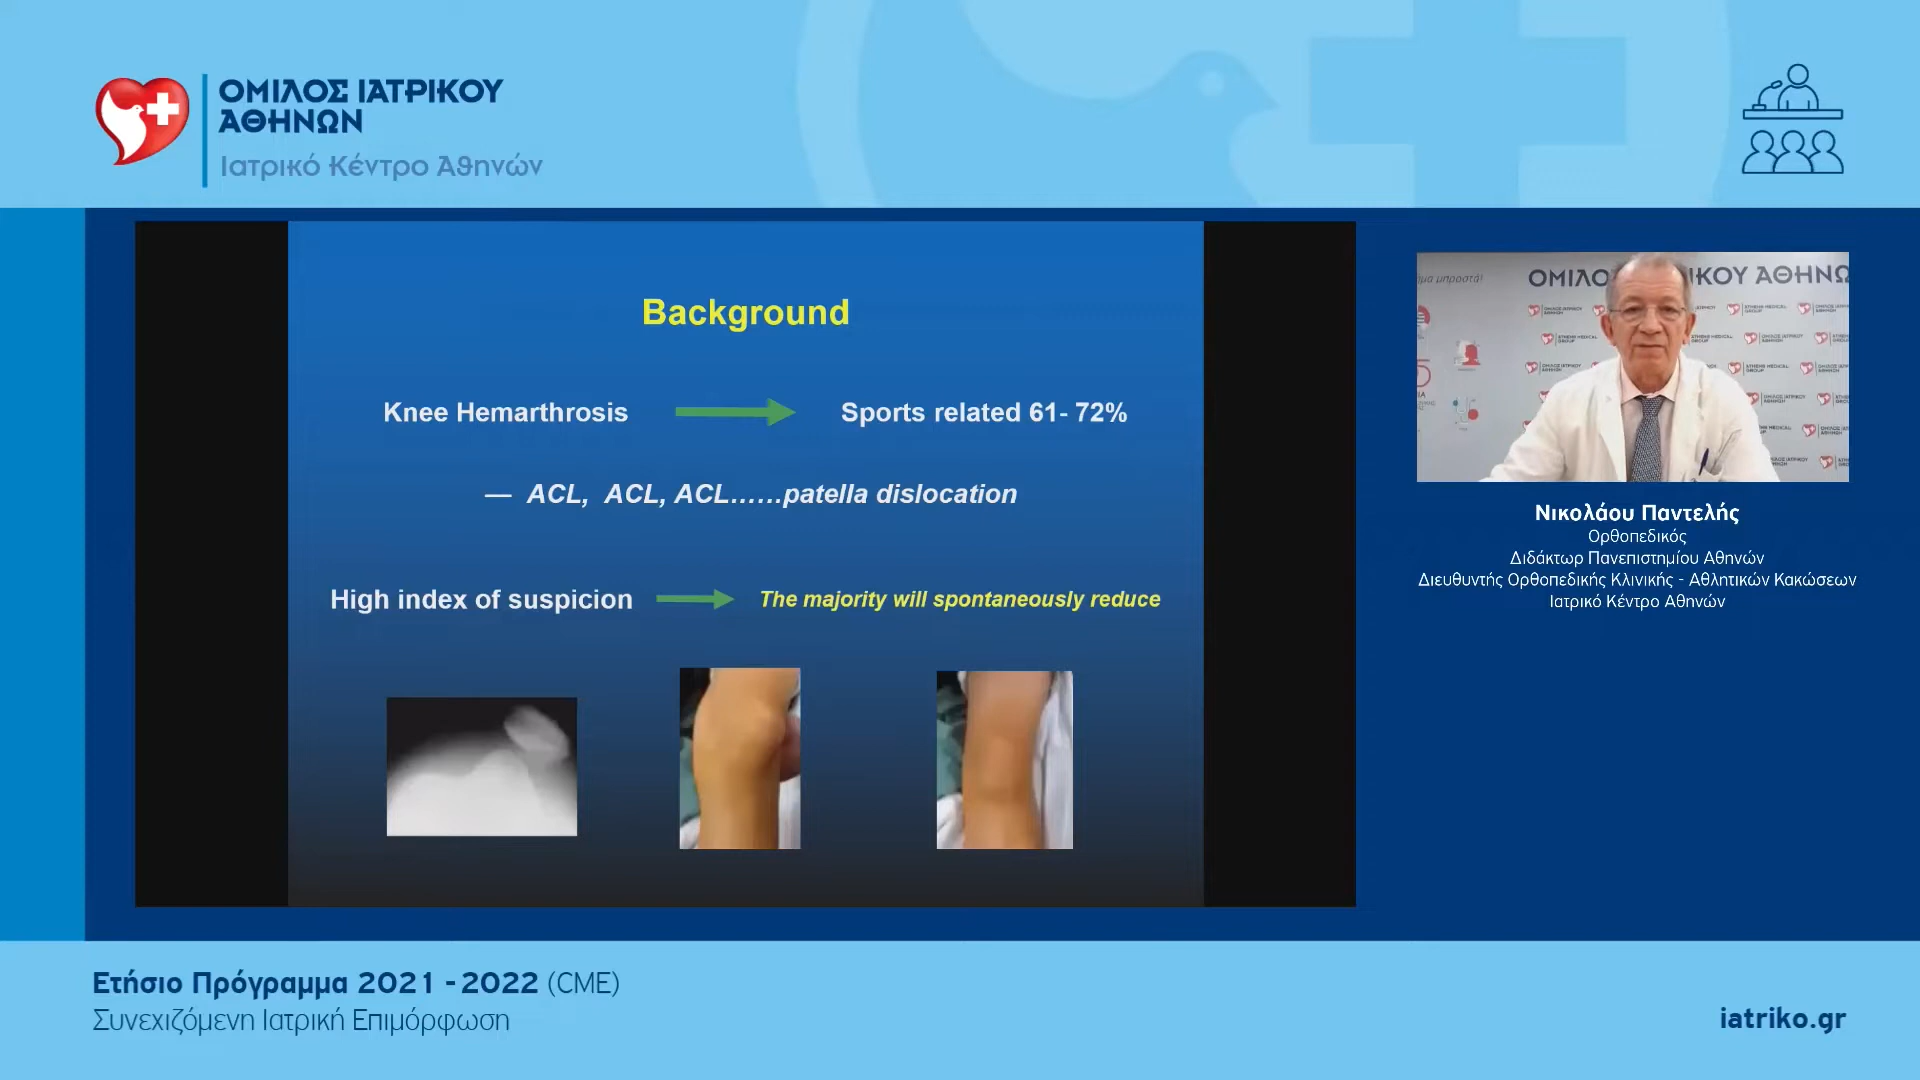 ΟΜΙΛΟΣ ΙΑΤΡΙΚΟΥ
ΑΘΗΝΩΝ
Ιατρικό Κέντρο Αθηνών
Background
Knee Hemarthrosis
Sports related 61- 72%
— ACL, ACL, ACL……patella dislocation
High index of suspicion
The majority will spontaneously reduce
Νικολάου Παντελής
Ορθοπεδικός
Διδάκτωρ Πανεπιστημίου Αθηνών
Διευθυντής Ορθοπεδικής Κλινικής - Αθλητικών Κακώσεων
Ιατρικό Κέντρο Αθηνών
Ετήσιο Πρόγραμμα 2021 - 2022 (CME)
Συνεχιζόμενη Ιατρική Επιμόρφωση
iatriko.gr